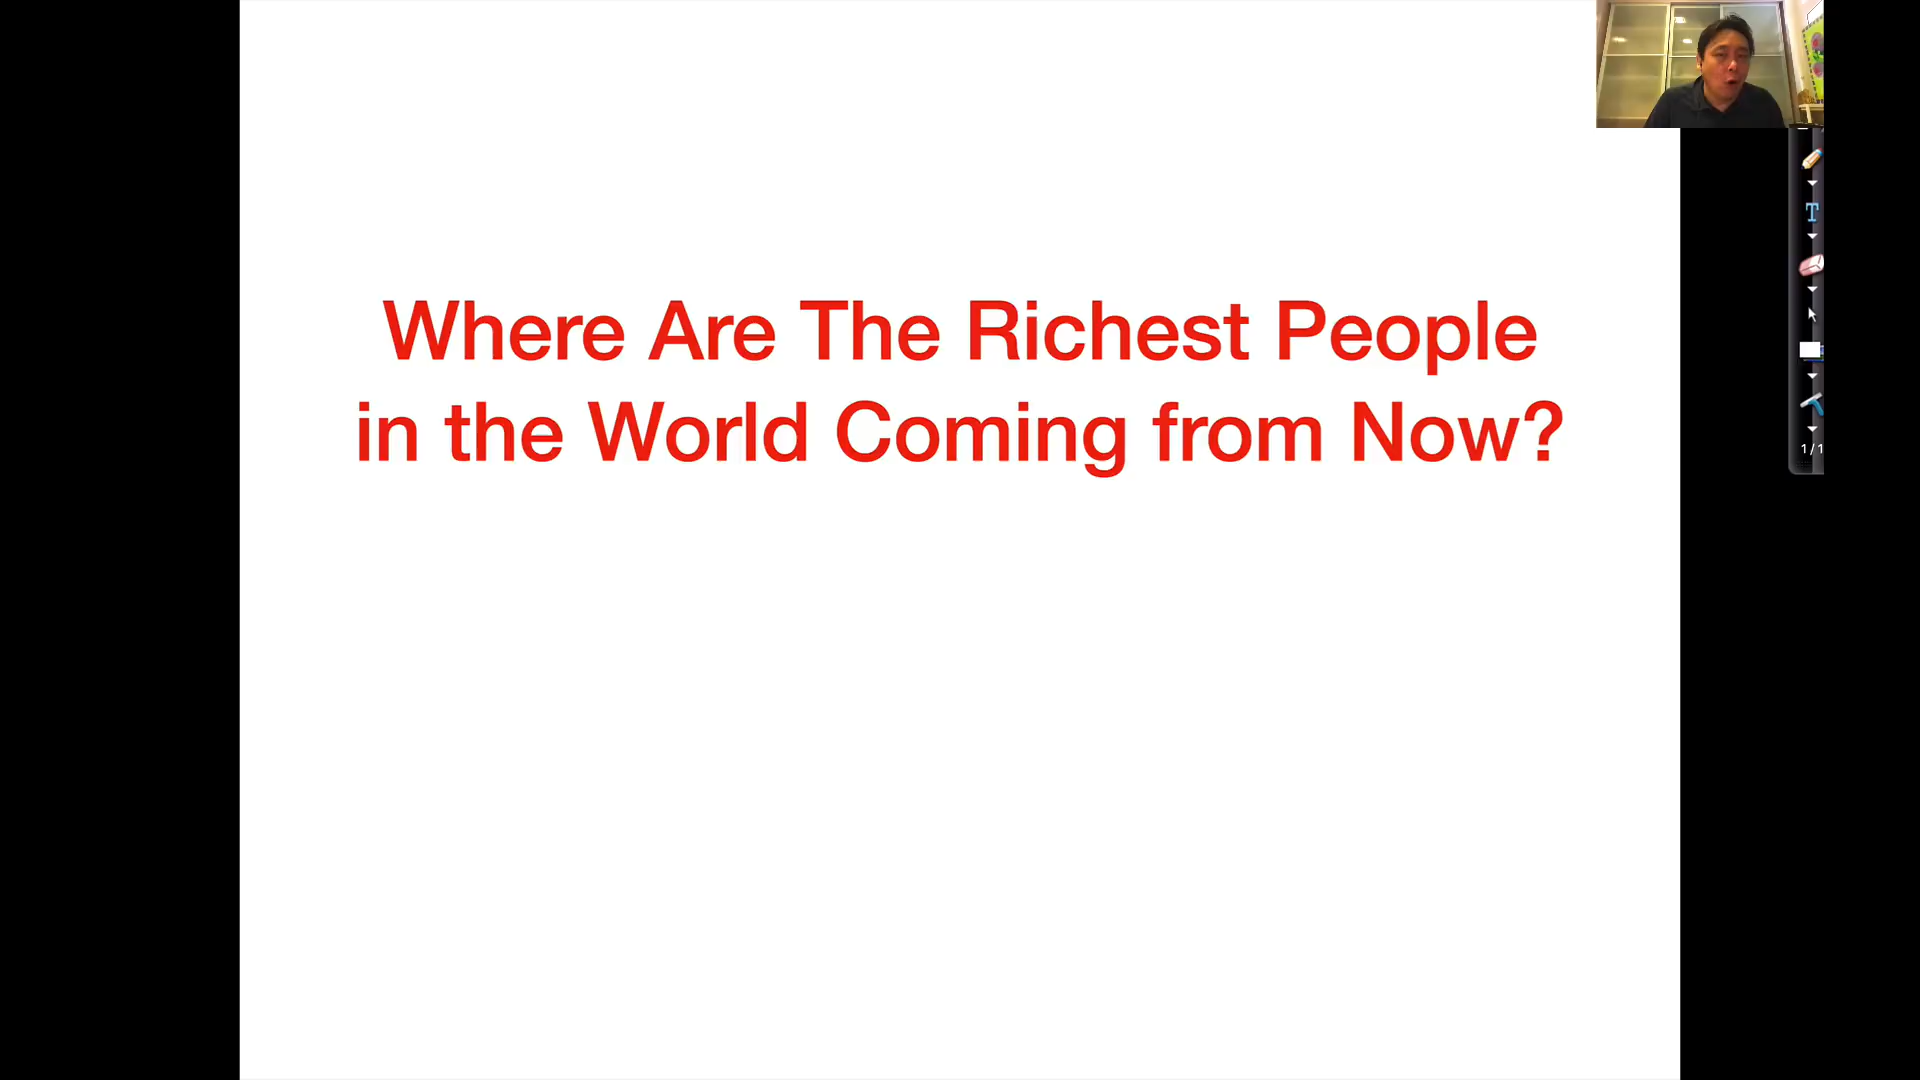 Where Are The Richest People
in the World Coming from Now?
T
1/1